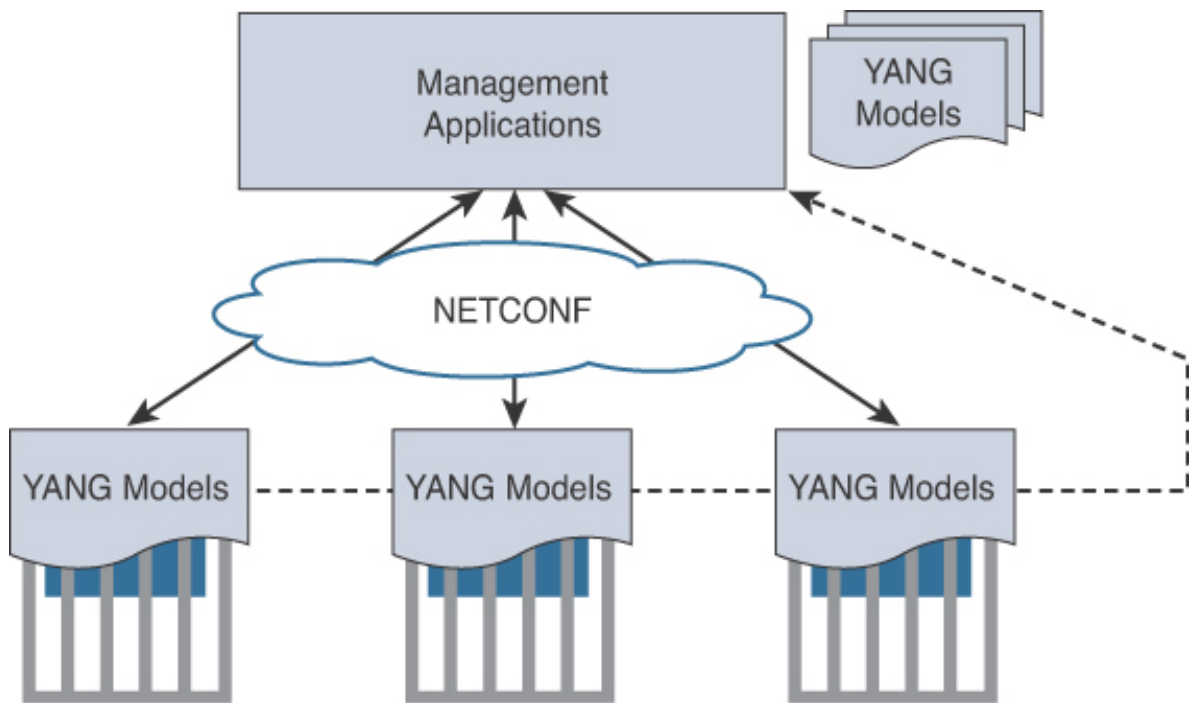 Management
Applications
YANG
Models
NETCONF
YANG Models
YANG Models
YANG Models